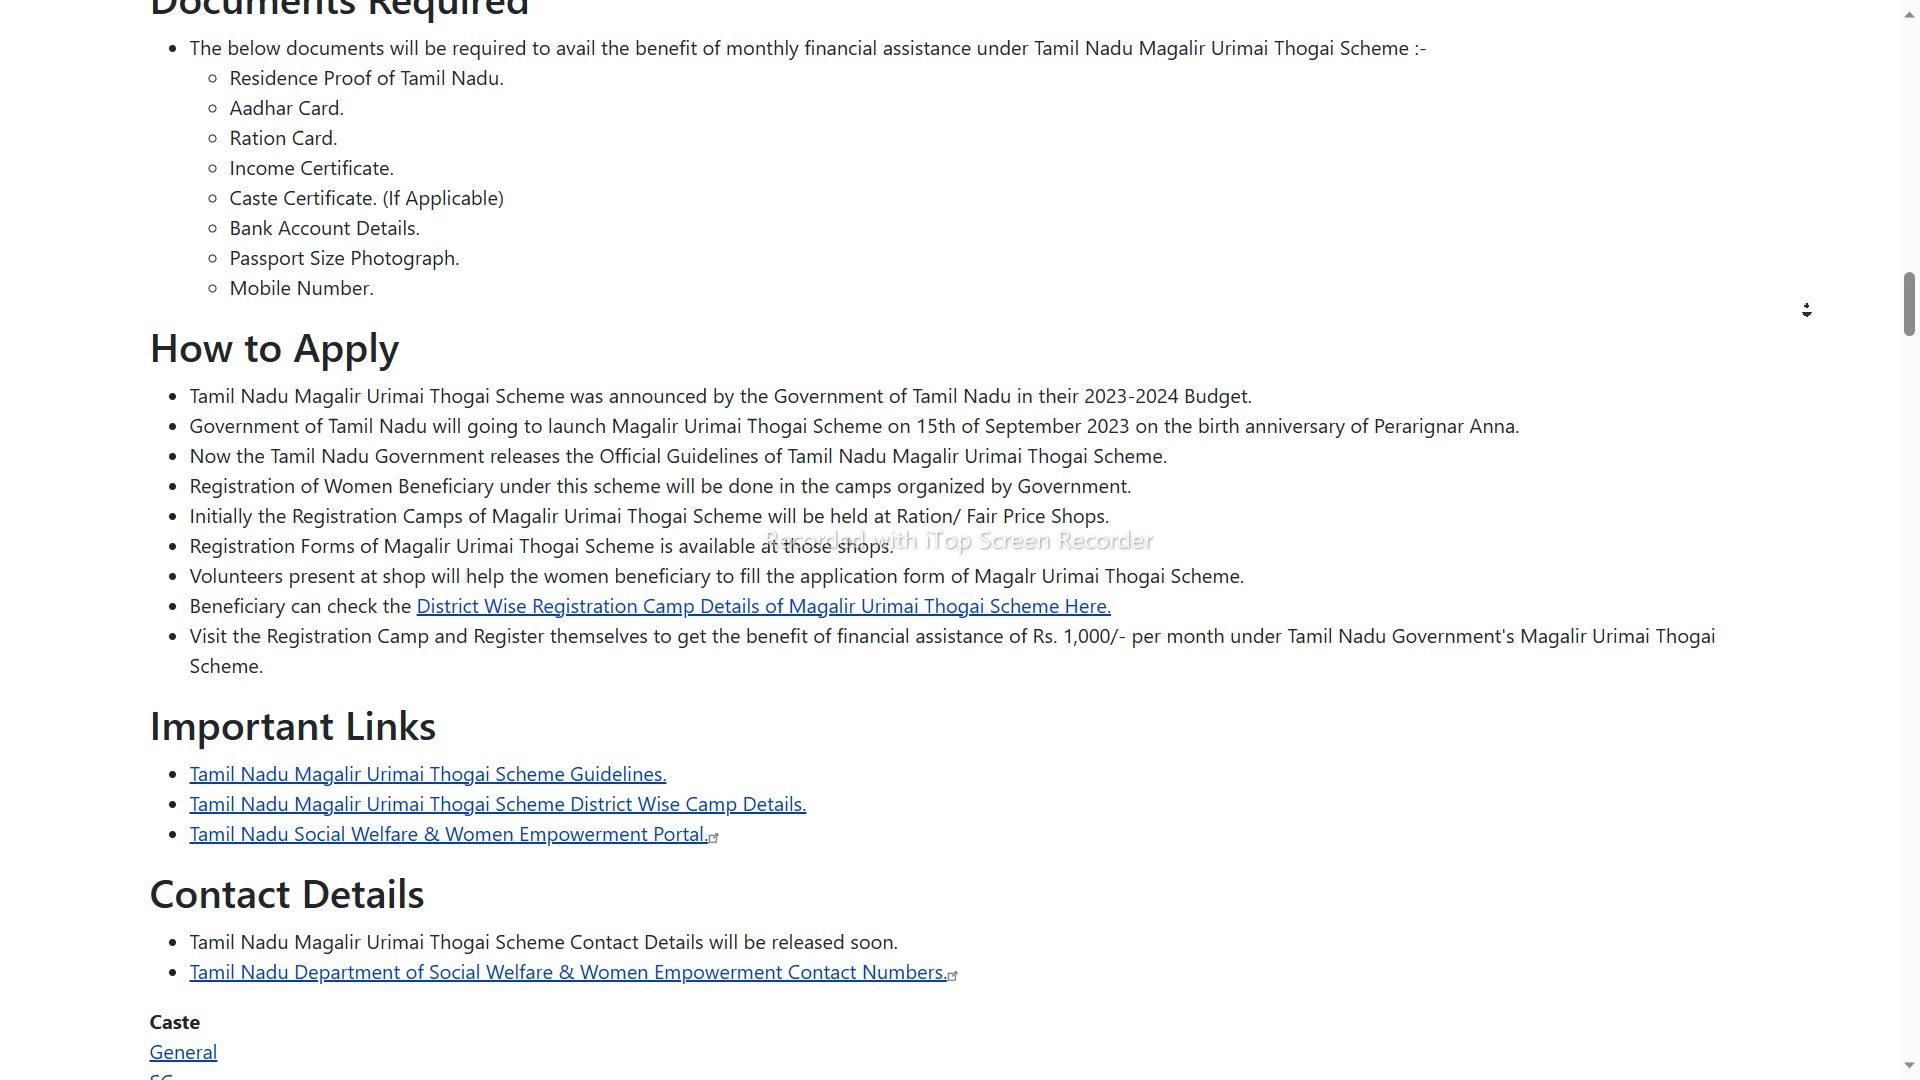 Documents Required
The below documents will be required to avail the benefit of monthly financial assistance under Tamil Nadu Magalir Urimai Thogai Scheme :-
Residence Proof of Tamil Nadu.
Aadhar Card.
Ration Card.
Income Certificate.
Caste Certificate. (If Applicable)
Bank Account Details.
Passport Size Photograph.
Mobile Number.
How to Apply
Tamil Nadu Magalir Urimai Thogai Scheme was announced by the Government of Tamil Nadu in their 2023-2024 Budget.
Government of Tamil Nadu will going to launch Magalir Urimai Thogai Scheme on 15th of September 2023 on the birth anniversary of Perarignar Anna.
Now the Tamil Nadu Government releases the Official Guidelines of Tamil Nadu Magalir Urimai Thogai Scheme.
Registration of Women Beneficiary under this scheme will be done in the camps organized by Government.
Initially the Registration Camps of Magalir Urimai Thogai Scheme will be held at Ration/ Fair Price Shops.
Registration Forms of Magalir Urimai Thogai Scheme is available at those shops.
Recorded with iTop Screen Recorder
Volunteers present at shop will help the women beneficiary to fill the application form of Magalr Urimai Thogai Scheme.
Beneficiary can check the District Wise Registration Camp Details of Magalir Urimai Thogai Scheme Here.
Visit the Registration Camp and Register themselves to get the benefit of financial assistance of Rs. 1,000/- per month under Tamil Nadu Government's Magalir Urimai Thogai
Scheme.
Important Links
Tamil Nadu Magalir Urimai Thogai Scheme Guidelines.
Tamil Nadu Magalir Urimai Thogai Scheme District Wise Camp Details.
Tamil Nadu Social Welfare & Women Empowerment Portal.
Contact Details
Tamil Nadu Magalir Urimai Thogai Scheme Contact Details will be released soon.
Tamil Nadu Department of Social Welfare & Women Empowerment Contact Numbers.
Caste
General
SC